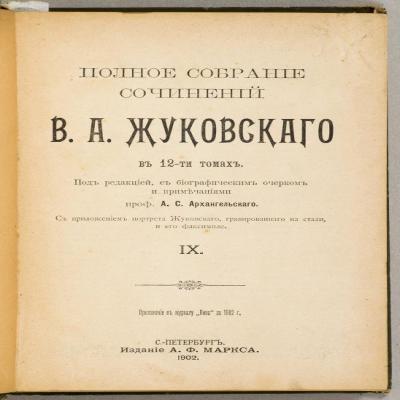 ПОЛНОЕ СОБРАНІЕ
СОЧИНЕНІЙ
В. А. ЖУКОВСКАГО
въ 12-ти томахъ.
Подъ редакціей, съ біографическимъ очеркомъ
и примѣчаніями
проф. А. С. Архангельскаго.
Съ приложеніемъ портрета Жуковскаго, гравированнаго на стали,
и его факсимиле.
IX.
Приложеніе къ журналу „Нива“ за 1902 г.
С.-ПЕТЕРБУРГЪ.
Изданіе А. Ф. МАРКСА.
1902.